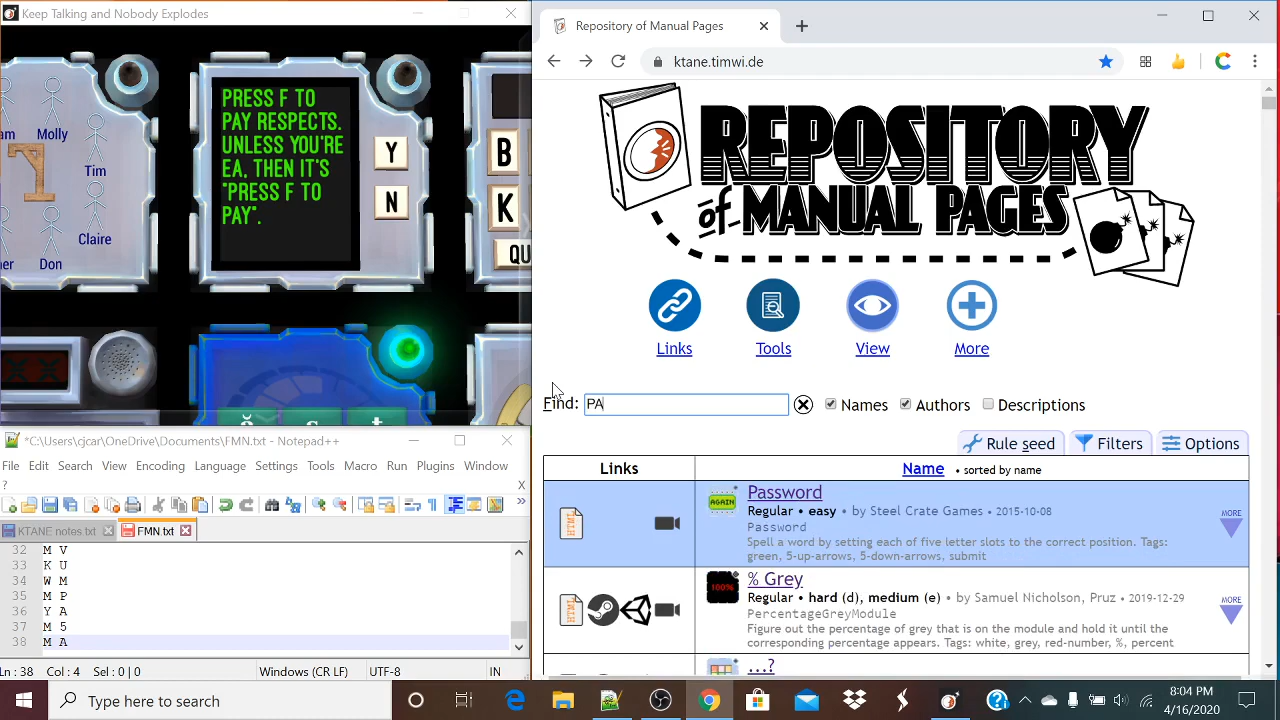 Keep Talking and Nobody Explodes
am
Molly
Tim
Claire
her
Don
PRESS F TO
PAY RESPECTS.
UNLESS YOU'RE
EA, THEN IT'S
"PRESS F TO
PAY".
Y
N
B
K
QU
*C:\Users\cjcar\OneDrive\Documents\FMN.txt - Notepad++
File Edit Search View Encoding Language Settings Tools Macro Run Plugins Window
? X
KTANE notes.txt
FMN.txt
32 M V
33 K U
34 W M
35 M P
36 Y A
37 M 5
38 M A
Ln : 38 Col : 4 Sel : 0 | 0 Windows (CR LF) UTF-8 IN
Repository of Manual Pages
ktane.timwi.de
REPOSITORY
of MANUAL PAGES
Links Tools View More
Find: PA Names Authors Descriptions
Rule seed Filters Options
Links Name • sorted by name
AGAIN
Password
Regular • easy • by Steel Crate Games • 2015-10-08
Password
Spell a word by setting each of five letter slots to the correct position. Tags:
green, 5-up-arrows, 5-down-arrows, submit
MORE
100%
% Grey
Regular • hard (d), medium (e) • by Samuel Nicholson, Pruz • 2019-12-29
PercentageGreyModule
Figure out the percentage of grey that is on the module and hold it until the
corresponding percentage appears. Tags: white, grey, red-number, %, percent
MORE
HTML
HTML
...?
Type here to search
8:04 PM
4/16/2020